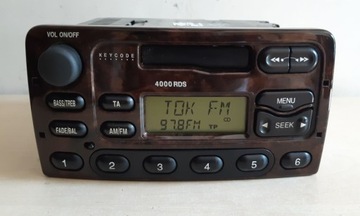 VOL ON/OFF
KEYCODE
4000 RDS
BASS/TREB
TA
TOK FM
MENU
CD
FADE/BAL
AM/FM
97.8FM TP
SEEK
1 2 3 4 5 6